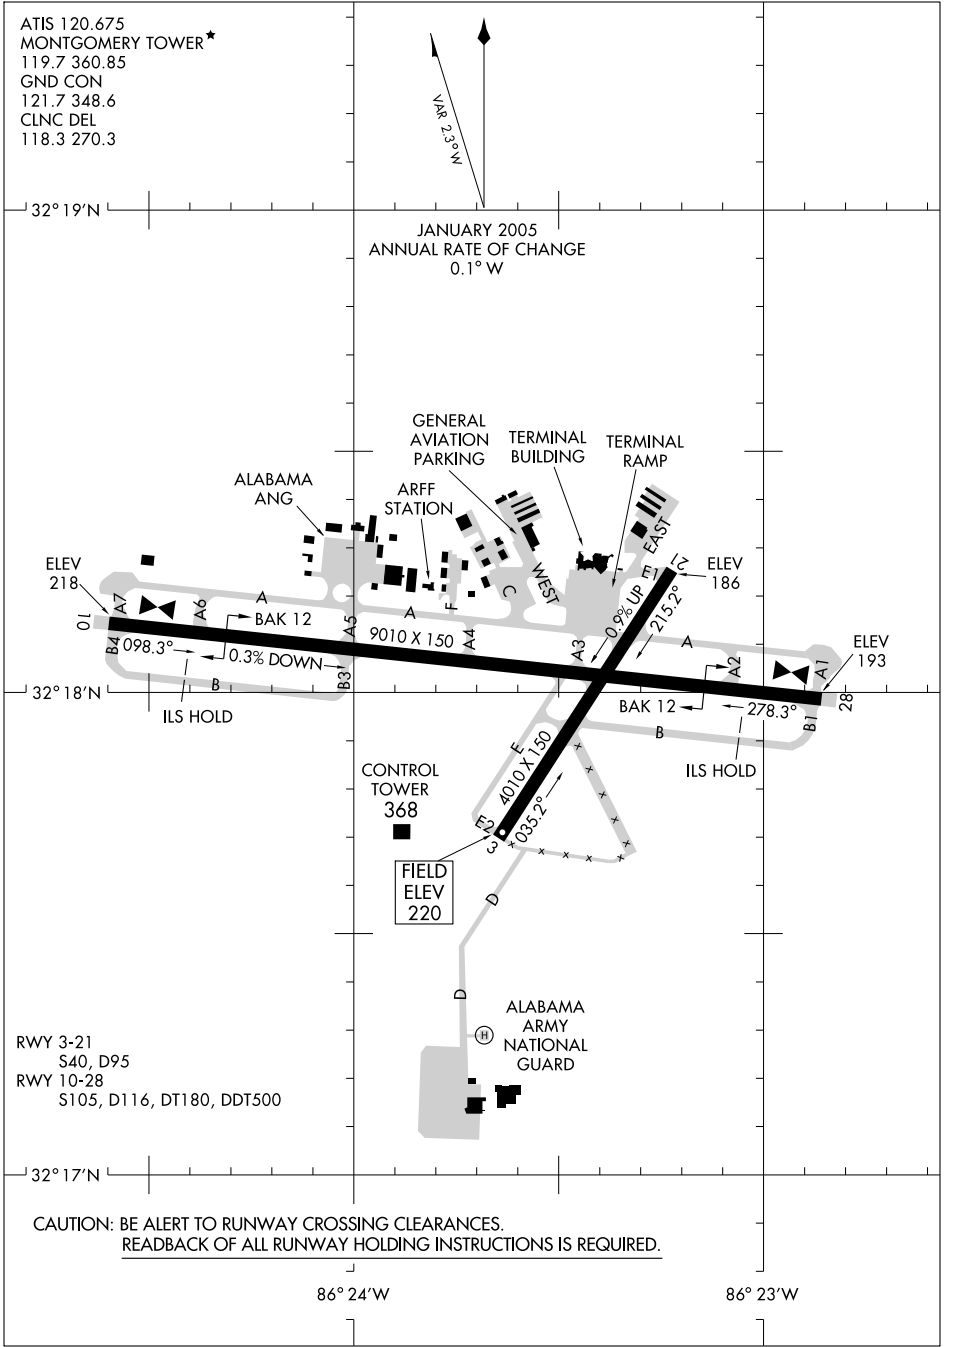 ATIS 120.675
MONTGOMERY TOWER★
119.7 360.85
GND CON
121.7 348.6
CLNC DEL
118.3 270.3
VAR 2.3° W
32° 19'N
JANUARY 2005
ANNUAL RATE OF CHANGE
0.1° W
GENERAL
AVIATION
PARKING
TERMINAL
BUILDING
TERMINAL
RAMP
ALABAMA
ANG
ARFF
STATION
EAST
WEST
ELEV
218
ELEV
186
21
E1
A7
A6
A
BAK 12
A5
A
F
C
A4
9010 X 150
A3
0.9% UP
215.2°
A
A2
A1
ELEV
193
10
B4
098.3°
0.3% DOWN
B3
B
ILS HOLD
32° 18'N
BAK 12
278.3°
28
B1
B
ILS HOLD
E
4010 X 150
035.2°
E2
3
CONTROL
TOWER
368
FIELD
ELEV
220
D
D
H
ALABAMA
ARMY
NATIONAL
GUARD
RWY 3-21
S40, D95
RWY 10-28
S105, D116, DT180, DDT500
32° 17'N
CAUTION: BE ALERT TO RUNWAY CROSSING CLEARANCES.
READBACK OF ALL RUNWAY HOLDING INSTRUCTIONS IS REQUIRED.
86° 24'W
86° 23'W